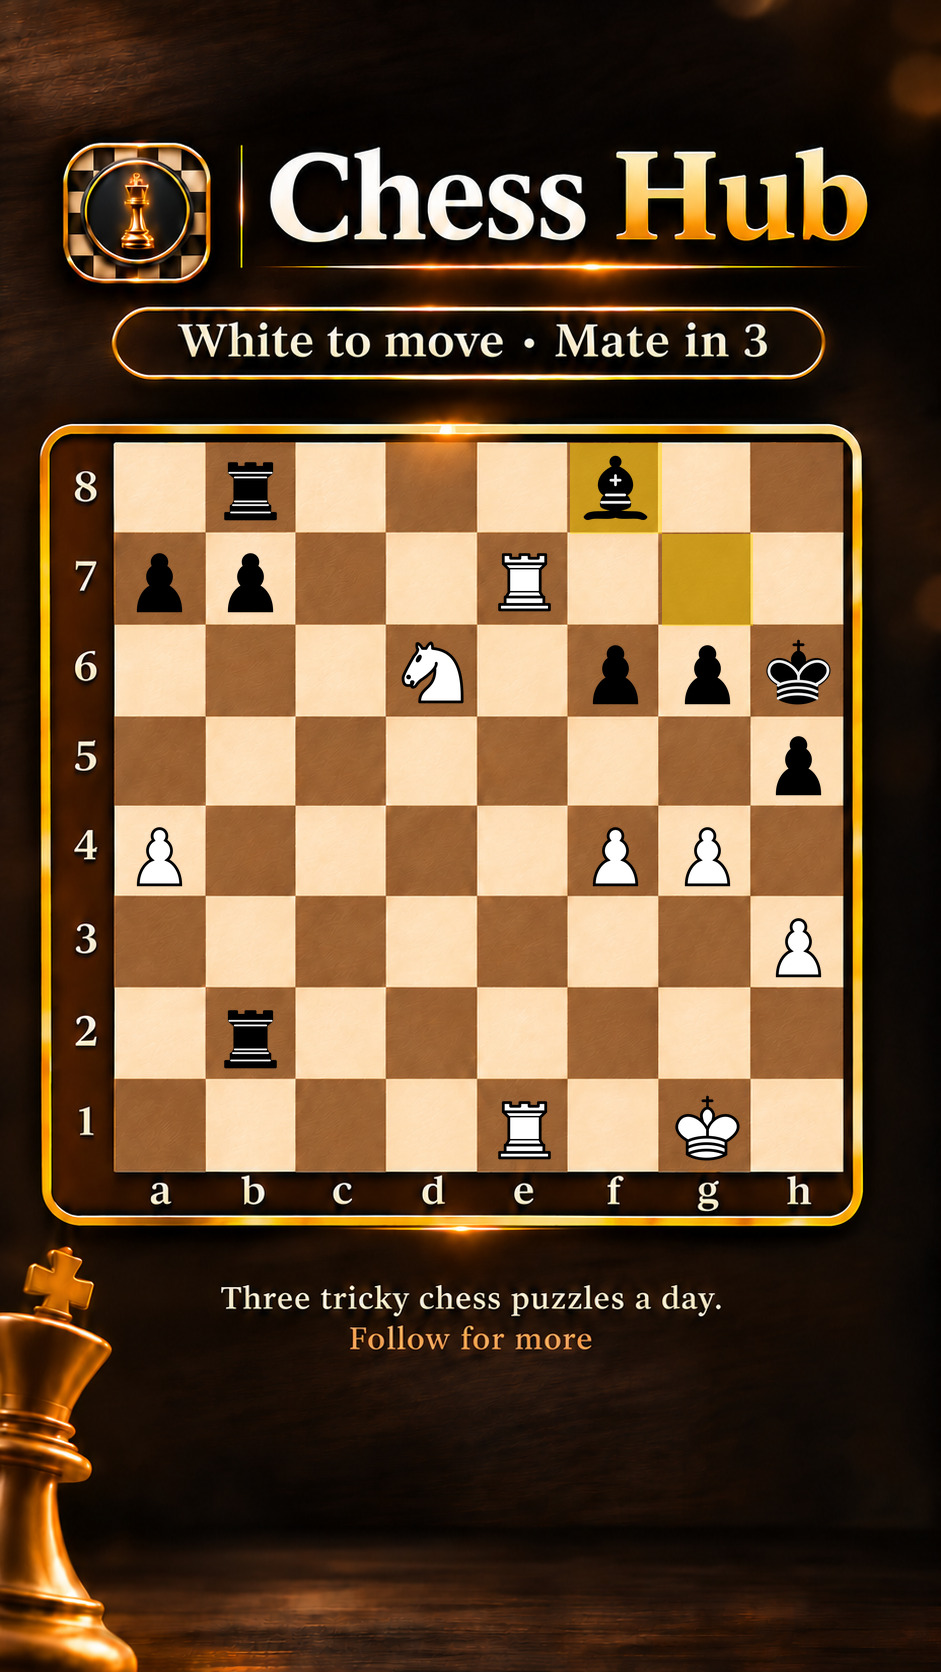 Chess Hub
White to move • Mate in 3
8
7
6
5
4
3
2
1
a b c d e f g h
Three tricky chess puzzles a day.
Follow for more